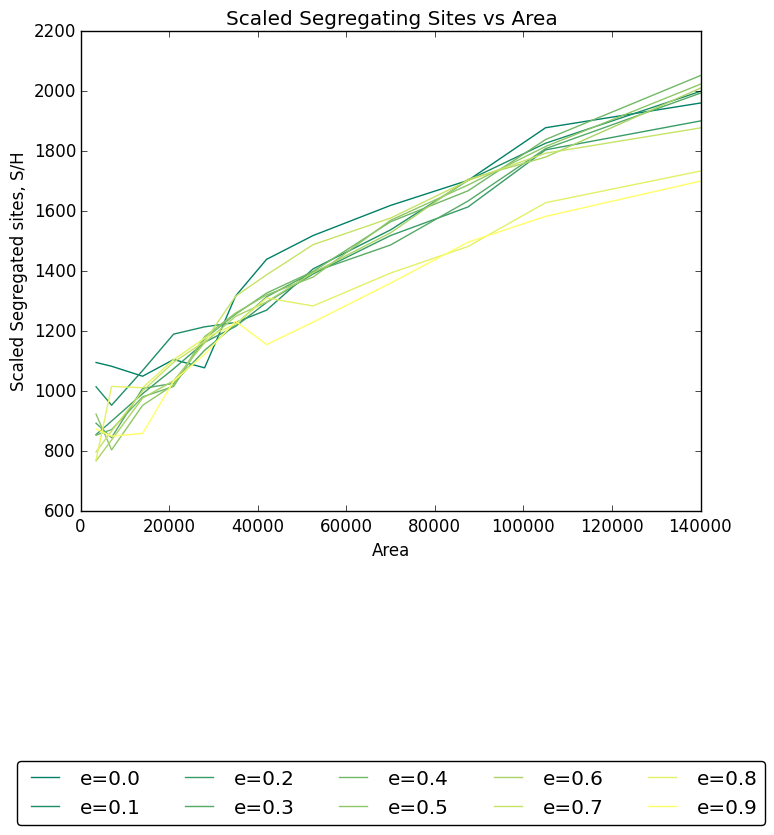 Scaled Segregating Sites vs Area
2200
2000
1800
1600
1400
1200
1000
800
600
Scaled Segregated sites, S/H
0 20000 40000 60000 80000 100000 120000 140000
Area
e=0.0 e=0.2 e=0.4 e=0.6 e=0.8
e=0.1 e=0.3 e=0.5 e=0.7 e=0.9